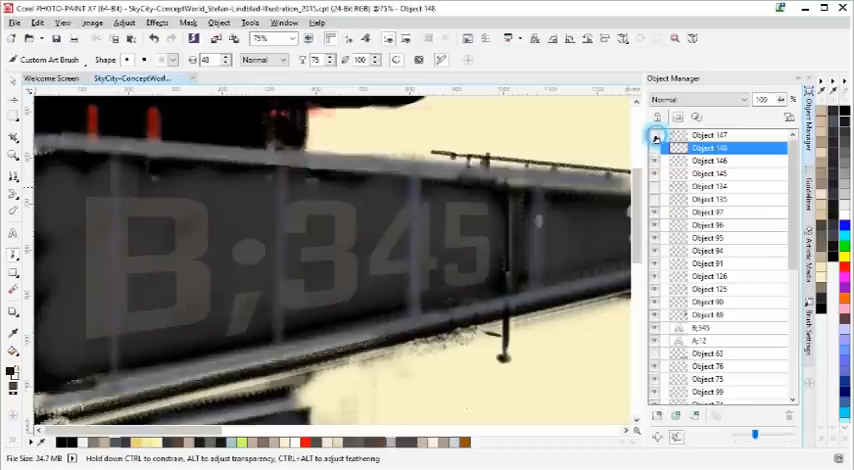 Corel PHOTO-PAINT X7 (64-Bit) - SkyCity-ConceptWorld_Stefan-Lindblad-Illustration_2015.cpt (24-Bit RGB) @75% - Object 148
File Edit View Image Adjust Effects Mask Object Tools Window Help
75%
Custom Art Brush Shape: 48 Normal 75 100
Welcome Screen SkyCity-ConceptWorl...
Object Manager
Normal 100 %
Object 147
Object 148
Object 146
Object 145
Object 134
Object 135
Object 97
Object 96
Object 95
Object 94
Object 91
Object 126
Object 125
Object 90
Object 89
B;345
A;12
Object 63
Object 76
Object 75
Object 99
B;345
Object Manager
Guidelines
Artistic Media
Brush Settings
File Size: 24.7 MB Hold down CTRL to constrain, ALT to adjust transparency, CTRL+ALT to adjust feathering.